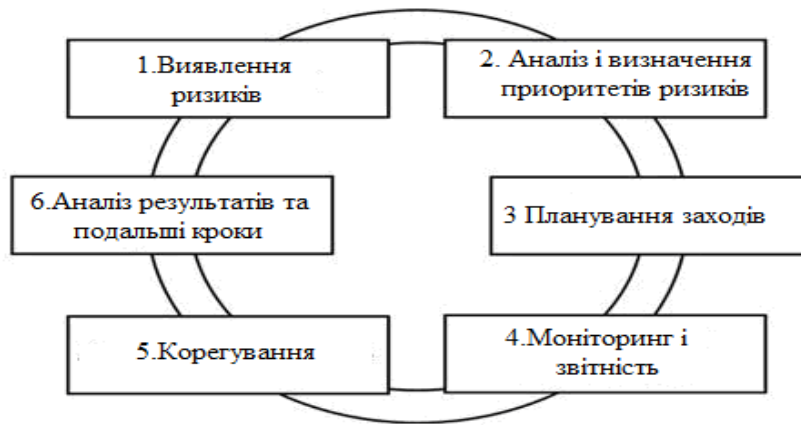 1.Виявлення
ризиків
2. Аналіз і визначення
приоритетів ризиків
3 Планування заходів
4.Моніторинг і
звітність
5.Корегування
6.Аналіз результатів та
подальші кроки